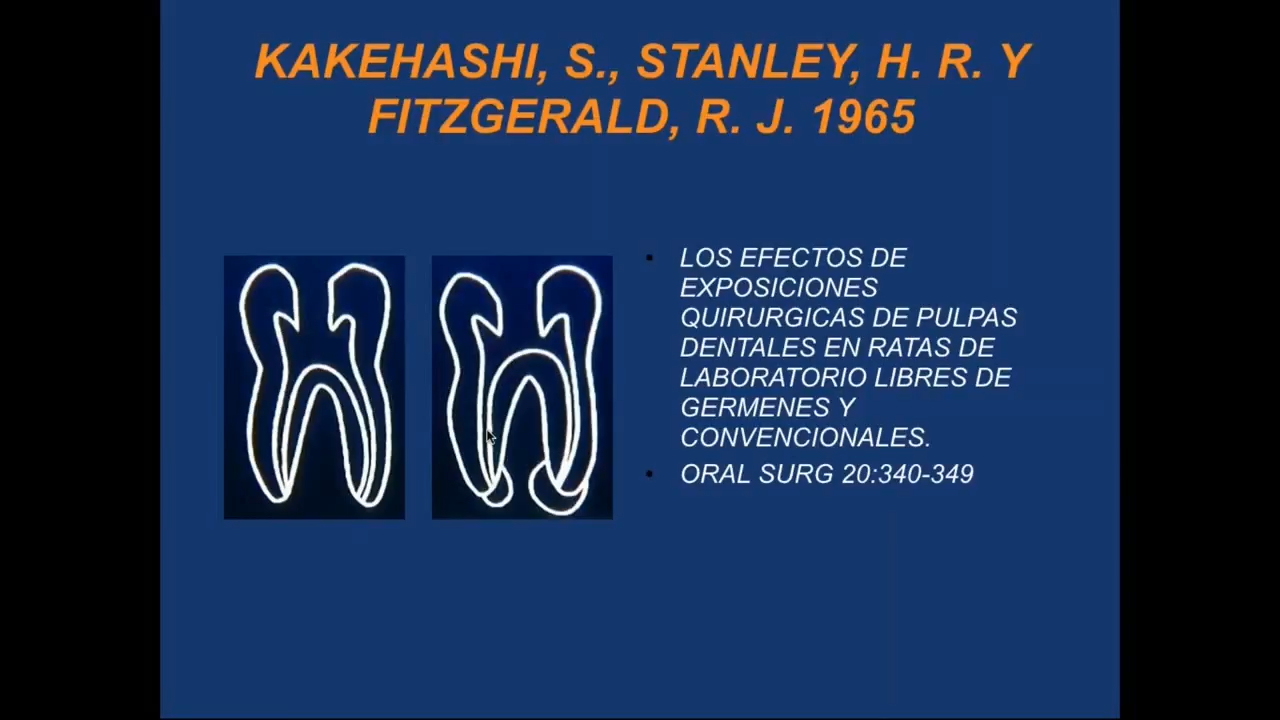 KAKEHASHI, S., STANLEY, H. R. Y
FITZGERALD, R. J. 1965
• LOS EFECTOS DE
EXPOSICIONES
QUIRURGICAS DE PULPAS
DENTALES EN RATAS DE
LABORATORIO LIBRES DE
GERMENES Y
CONVENCIONALES.
• ORAL SURG 20:340-349